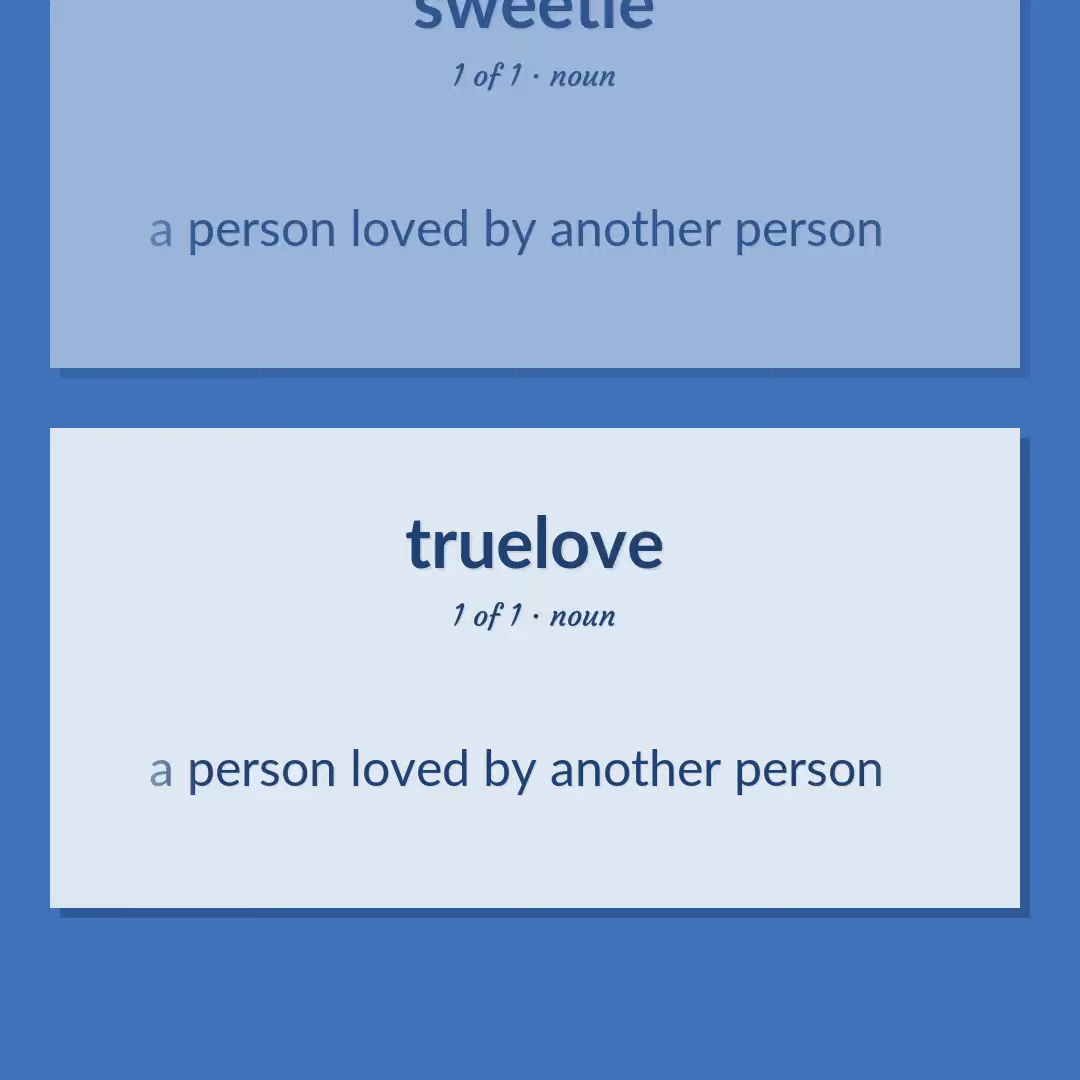 sweetie
1 of 1 · noun
a person loved by another person
truelove
1 of 1 · noun
a person loved by another person